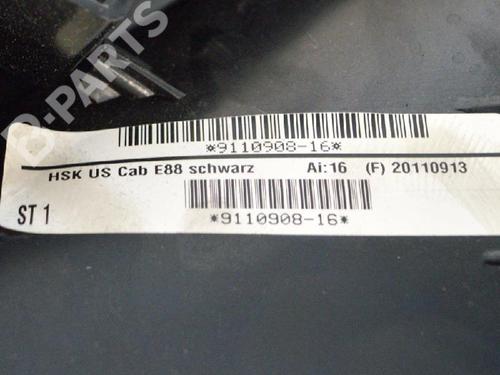 B-PARTS
*9110908-16*
HSK US Cab E88 schwarz Ai:16 (F) 20110913
ST 1
*9110908-16*